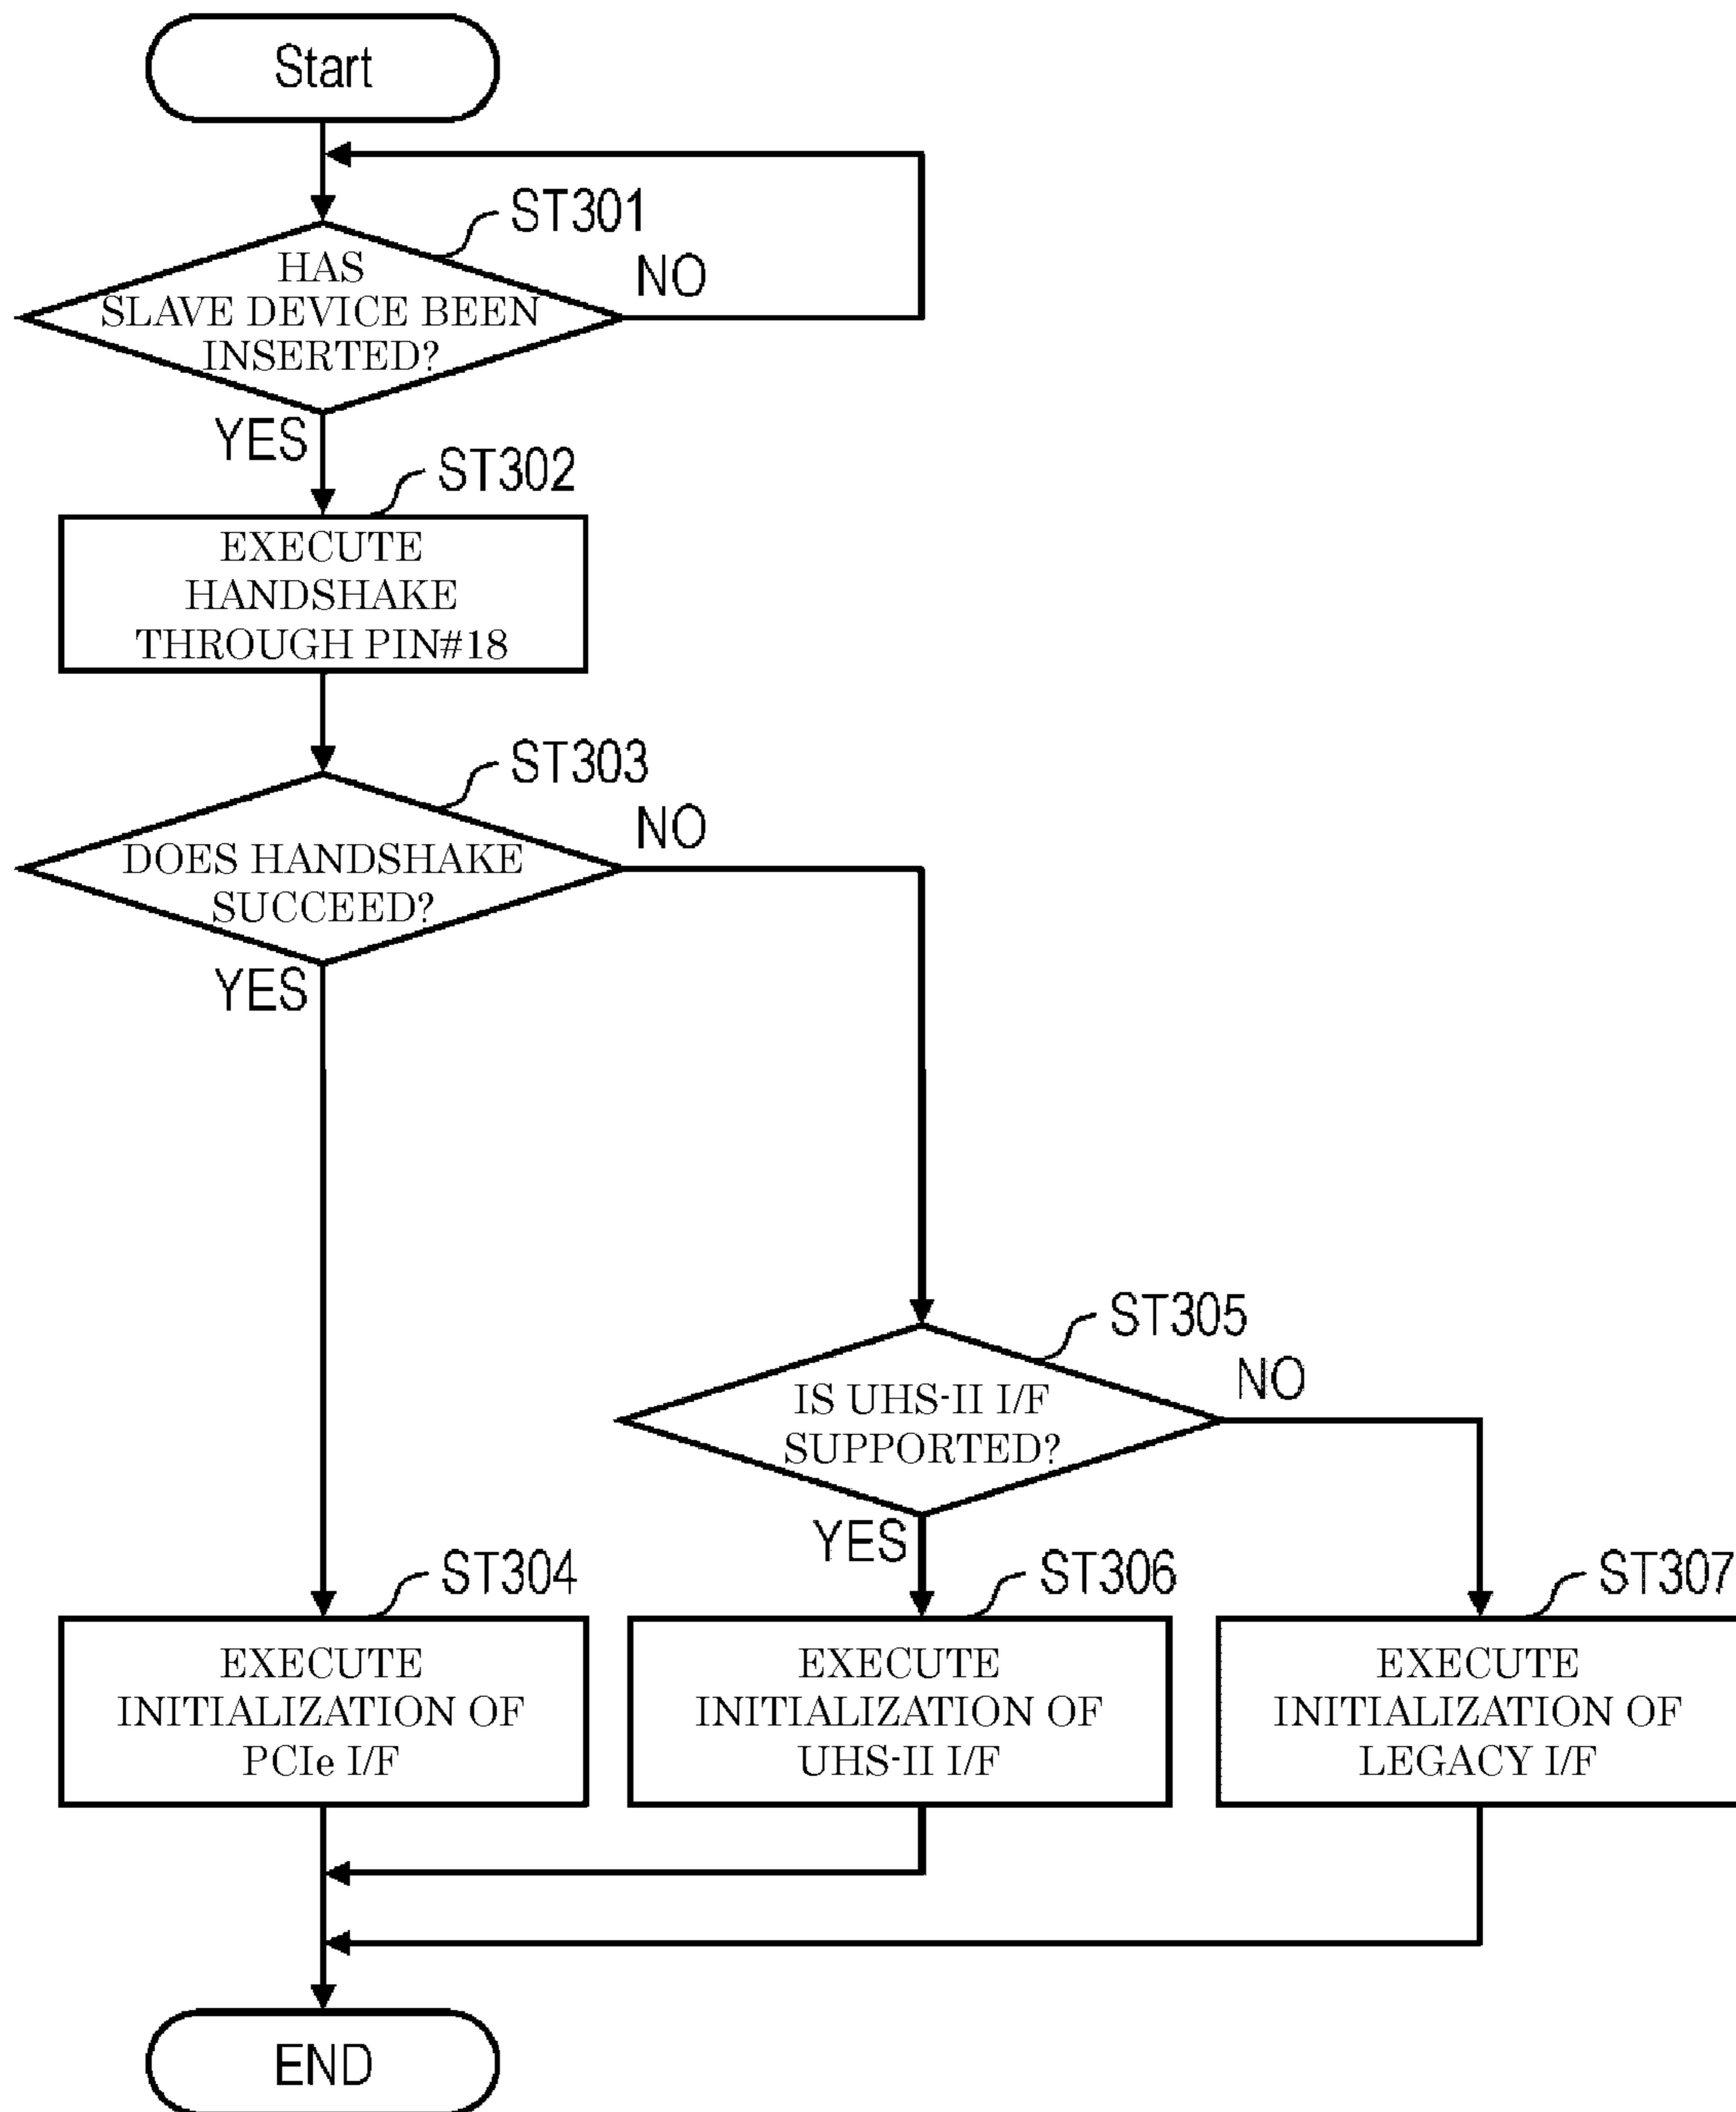 Start
ST301
HAS
SLAVE DEVICE BEEN
INSERTED?
NO
YES
ST302
EXECUTE
HANDSHAKE
THROUGH PIN#18
ST303
NO
DOES HANDSHAKE
SUCCEED?
YES
ST305
NO
IS UHS-II I/F
SUPPORTED?
YES
ST304
EXECUTE
INITIALIZATION OF
PCIe I/F
ST306
EXECUTE
INITIALIZATION OF
UHS-II I/F
ST307
EXECUTE
INITIALIZATION OF
LEGACY I/F
END